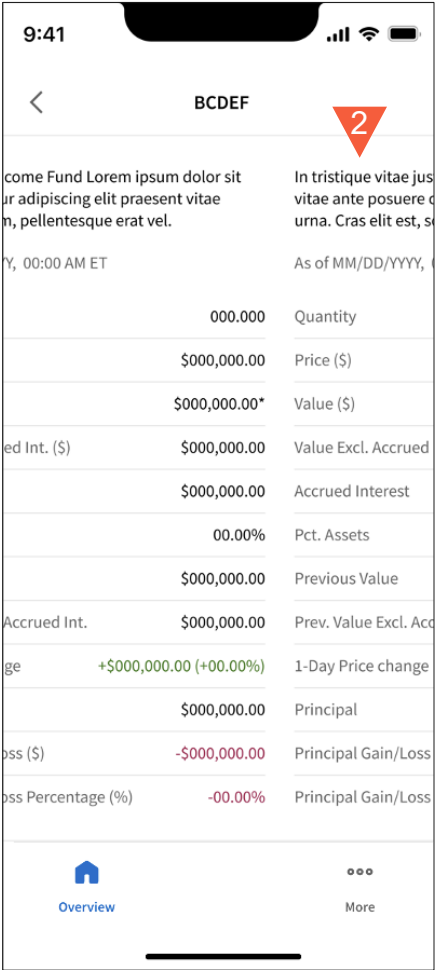 9:41
BCDEF
2
come Fund Lorem ipsum dolor sit
ur adipiscing elit praesent vitae
m, pellentesque erat vel.
In tristique vitae jus
vitae ante posuere
urna. Cras elit est, s
YY, 00:00 AM ET
As of MM/DD/YYYY,
000.000
Quantity
$000,000.00
Price ($)
$000,000.00*
Value ($)
ed Int. ($) $000,000.00
Value Excl. Accrued
$000,000.00
Accrued Interest
00.00%
Pct. Assets
$000,000.00
Previous Value
Accrued Int. $000,000.00
Prev. Value Excl. Acc
ge +$000,000.00 (+00.00%)
1-Day Price change
$000,000.00
Principal
oss ($) -$000,000.00
Principal Gain/Loss
oss Percentage (%) -00.00%
Principal Gain/Loss
Overview
More